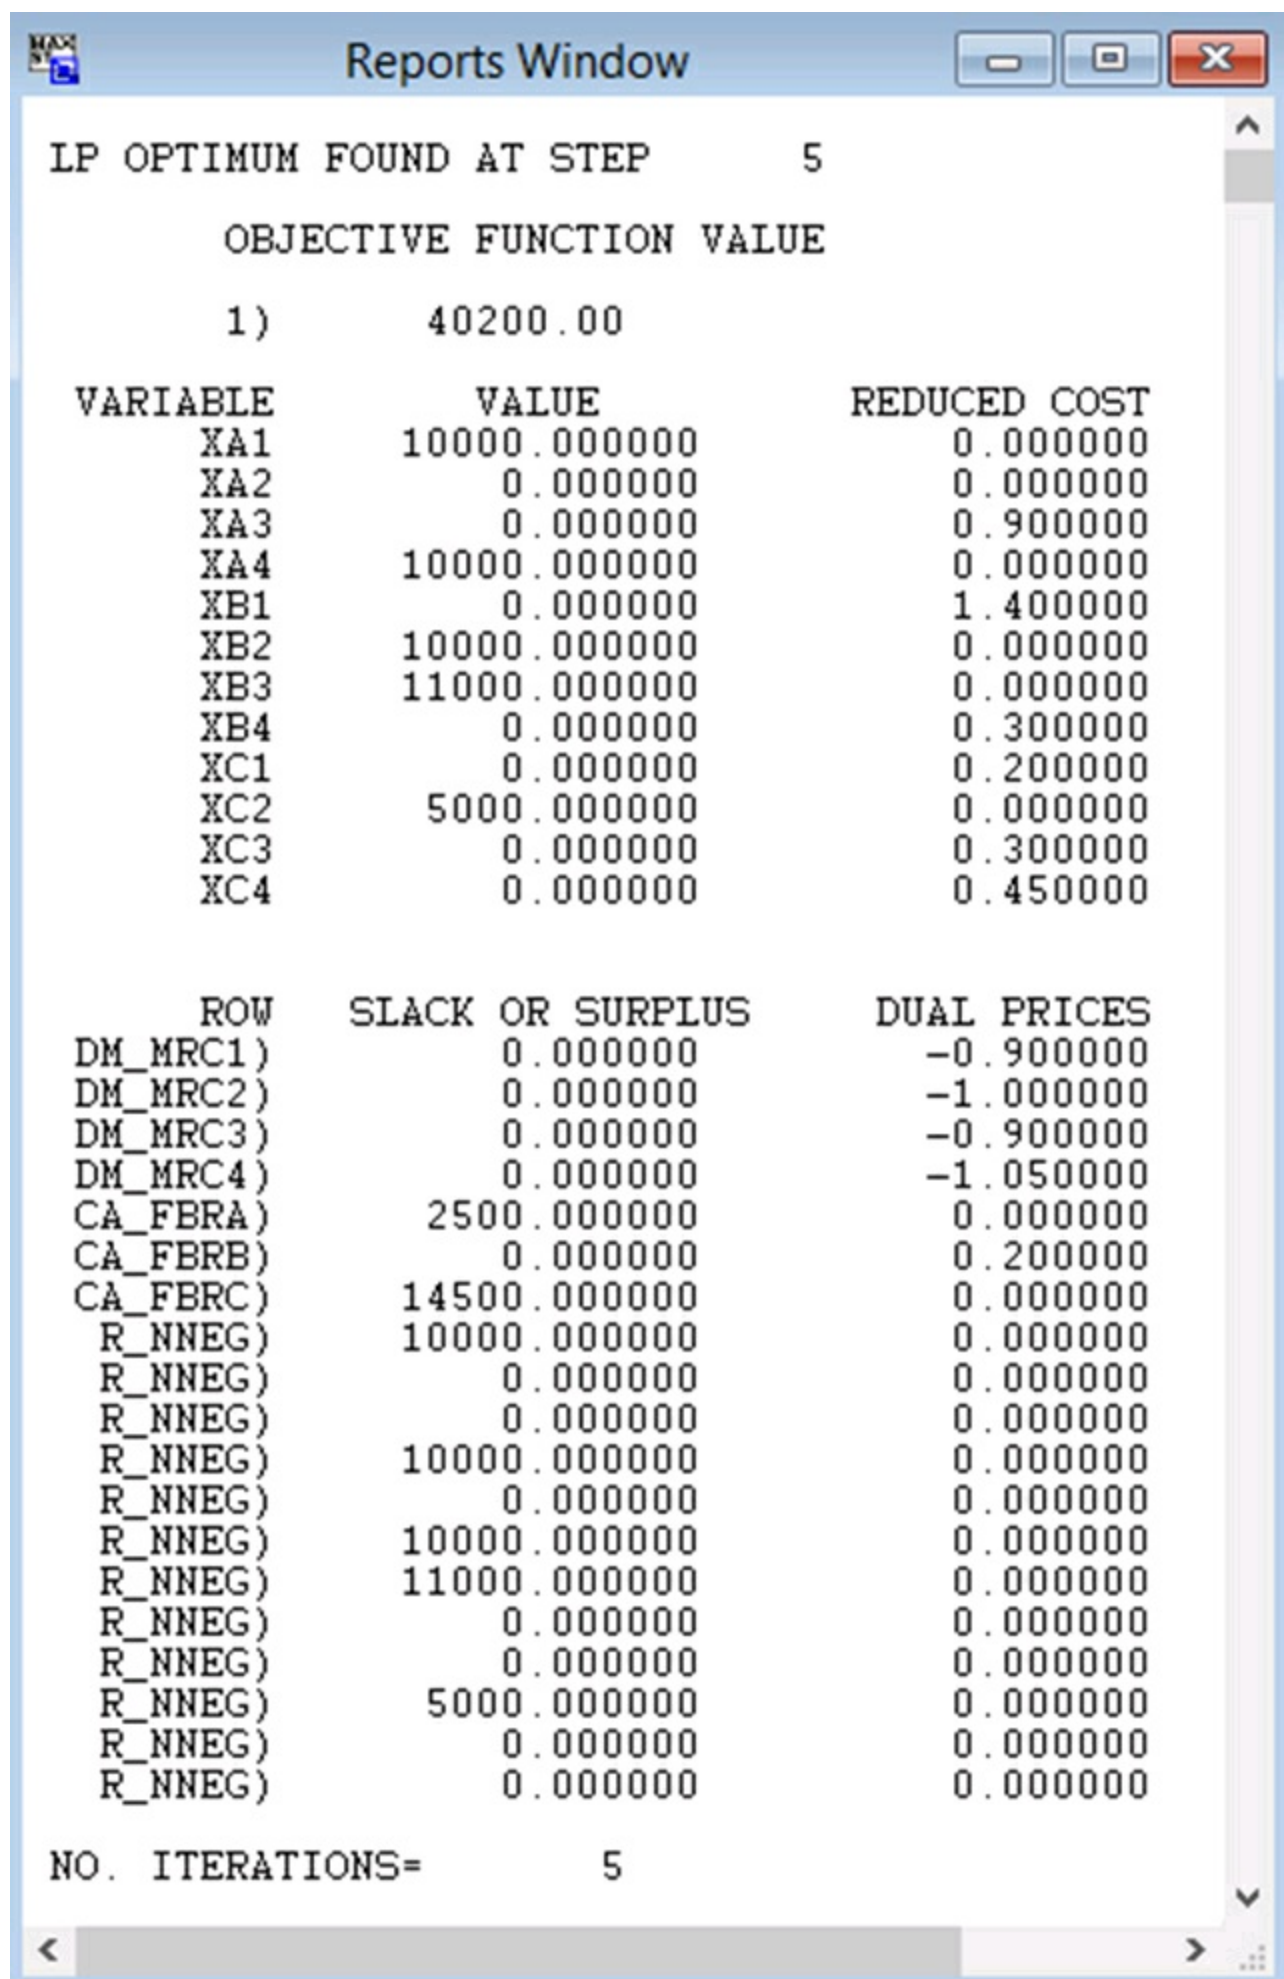 Reports Window
LP OPTIMUM FOUND AT STEP 5
OBJECTIVE FUNCTION VALUE
1) 40200.00
VARIABLE VALUE REDUCED COST
XA1 10000.000000 0.000000
XA2 0.000000 0.000000
XA3 0.000000 0.900000
XA4 10000.000000 0.000000
XB1 0.000000 1.400000
XB2 10000.000000 0.000000
XB3 11000.000000 0.000000
XB4 0.000000 0.300000
XC1 0.000000 0.200000
XC2 5000.000000 0.000000
XC3 0.000000 0.300000
XC4 0.000000 0.450000
ROW SLACK OR SURPLUS DUAL PRICES
DM_MRC1) 0.000000 -0.900000
DM_MRC2) 0.000000 -1.000000
DM_MRC3) 0.000000 -0.900000
DM_MRC4) 0.000000 -1.050000
CA_FBRA) 2500.000000 0.000000
CA_FBRB) 0.000000 0.200000
CA_FBRC) 14500.000000 0.000000
R_NNEG) 10000.000000 0.000000
R_NNEG) 0.000000 0.000000
R_NNEG) 0.000000 0.000000
R_NNEG) 10000.000000 0.000000
R_NNEG) 0.000000 0.000000
R_NNEG) 10000.000000 0.000000
R_NNEG) 11000.000000 0.000000
R_NNEG) 0.000000 0.000000
R_NNEG) 0.000000 0.000000
R_NNEG) 5000.000000 0.000000
R_NNEG) 0.000000 0.000000
R_NNEG) 0.000000 0.000000
NO. ITERATIONS= 5